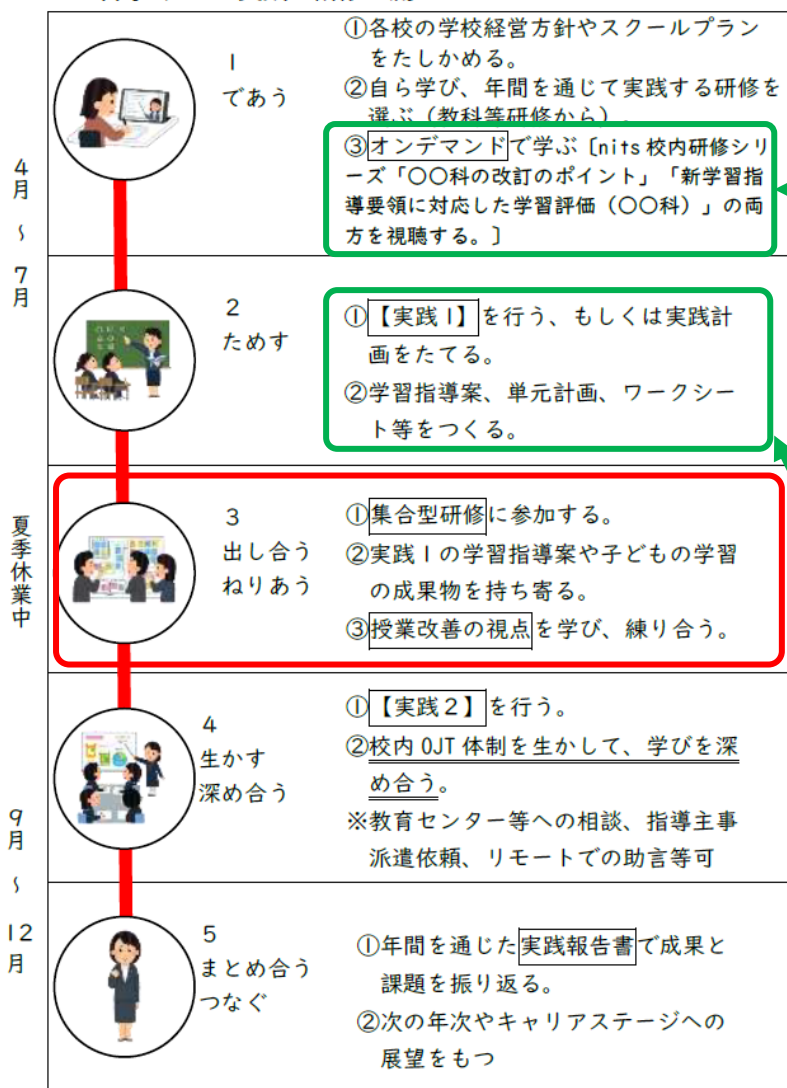 4月
～
7月
1
であう
①各校の学校経営方針やスクールプラン
をたしかめる。
②自ら学び、年間を通じて実践する研修を
選ぶ（教科等研修から）。
③オンデマンドで学ぶ〔nits 校内研修シリ
ーズ「〇〇科の改訂のポイント」「新学習指
導要領に対応した学習評価（〇〇科）」の両
方を視聴する。〕
2
ためす
①【実践1】を行う、もしくは実践計
画をたてる。
②学習指導案、単元計画、ワークシー
ト等をつくる。
夏季休業中
3
出し合う
ねりあう
①集合型研修に参加する。
②実践1の学習指導案や子どもの学習
の成果物を持ち寄る。
③授業改善の視点を学び、練り合う。
9月
～
12月
4
生かす
深め合う
①【実践2】を行う。
②校内OJT体制を生かして、学びを深
め合う。
※教育センター等への相談、指導主事
派遣依頼、リモートでの助言等可
5
まとめ合う
つなぐ
①年間を通じた実践報告書で成果と
課題を振り返る。
②次の年次やキャリアステージへの
展望をもつ